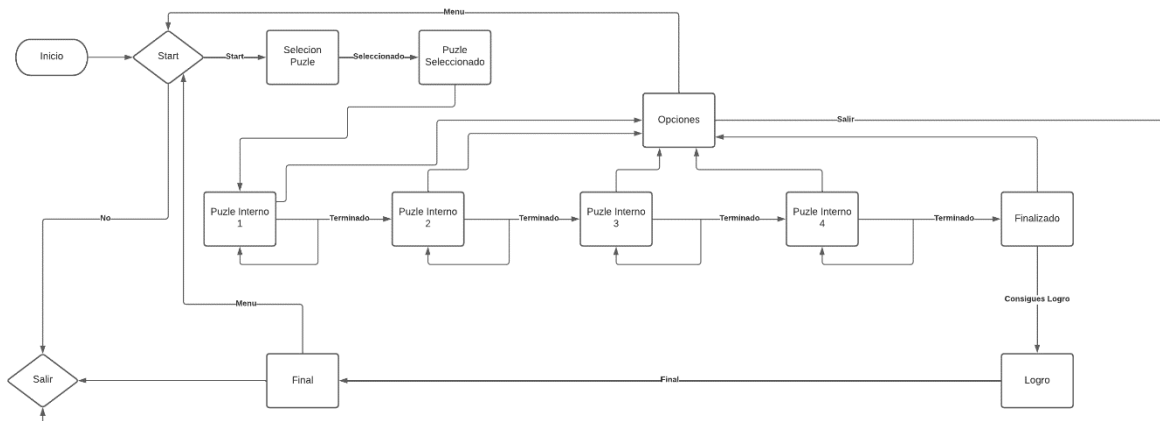 Menu
Inicio
Start
Start
Selecion
Puzle
Seleccionado
Puzle
Seleccionado
Opciones
Salir
Puzle Interno
1
Terminado
Puzle Interno
2
Terminado
Puzle Interno
3
Terminado
Puzle Interno
4
Terminado
Finalizado
No
Menu
Consigues Logro
Salir
Final
Final
Logro